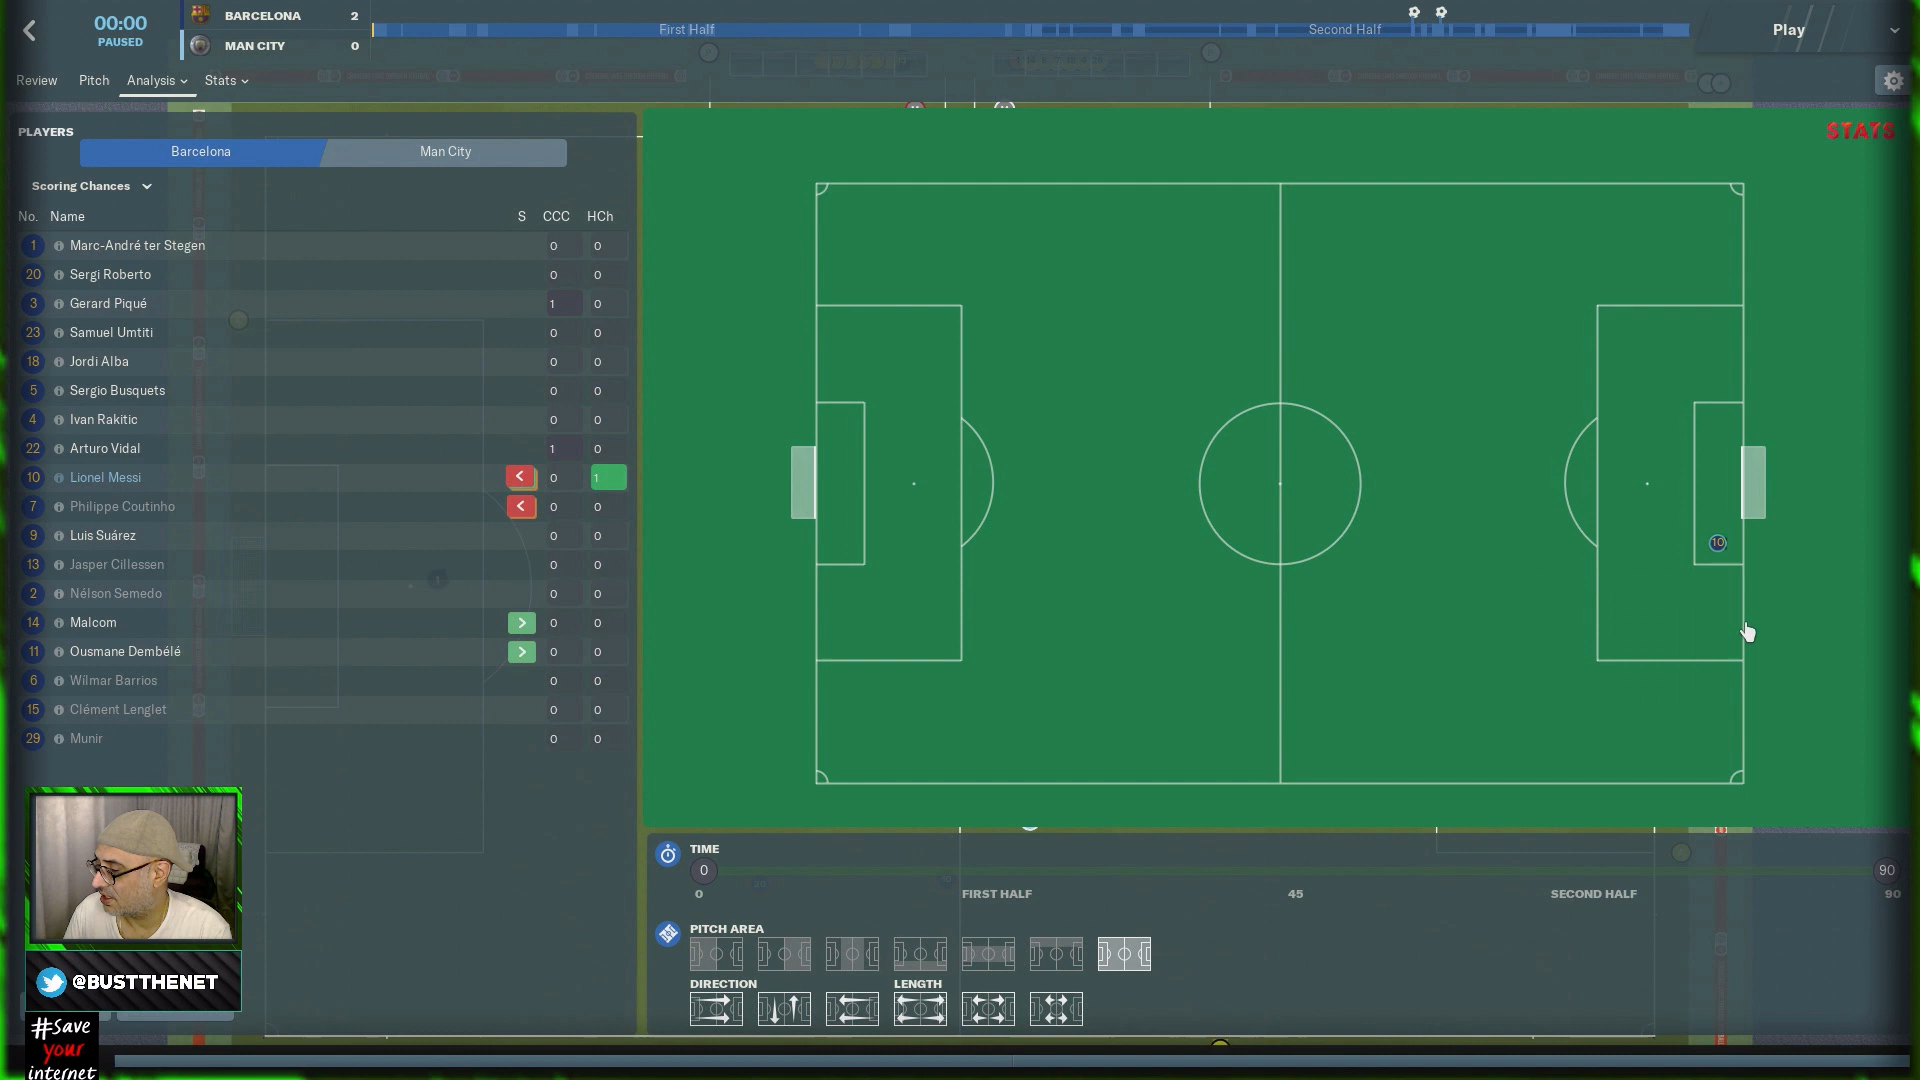 00:00
PAUSED
BARCELONA 2
MAN CITY 0
First Half
Second Half
Play
Review Pitch Analysis Stats
PLAYERS
Barcelona Man City
STATS
Scoring Chances
No. Name S CCC HCh
1 Marc-André ter Stegen 0 0
20 Sergi Roberto 0 0
3 Gerard Piqué 1 0
23 Samuel Umtiti 0 0
18 Jordi Alba 0 0
5 Sergio Busquets 0 0
4 Ivan Rakitic 0 0
22 Arturo Vidal 1 0
10 Lionel Messi 0 1
7 Philippe Coutinho 0 0
9 Luis Suárez 0 0
13 Jasper Cillessen 0 0
2 Nélson Semedo 0 0
14 Malcom 0 0
11 Ousmane Dembélé 0 0
6 Wílmar Barrios 0 0
15 Clément Lenglet 0 0
29 Munir 0 0
10
TIME
0 90
0 FIRST HALF 45 SECOND HALF 90
PITCH AREA
DIRECTION LENGTH
@BUSTTHENET
#Save
your
internet